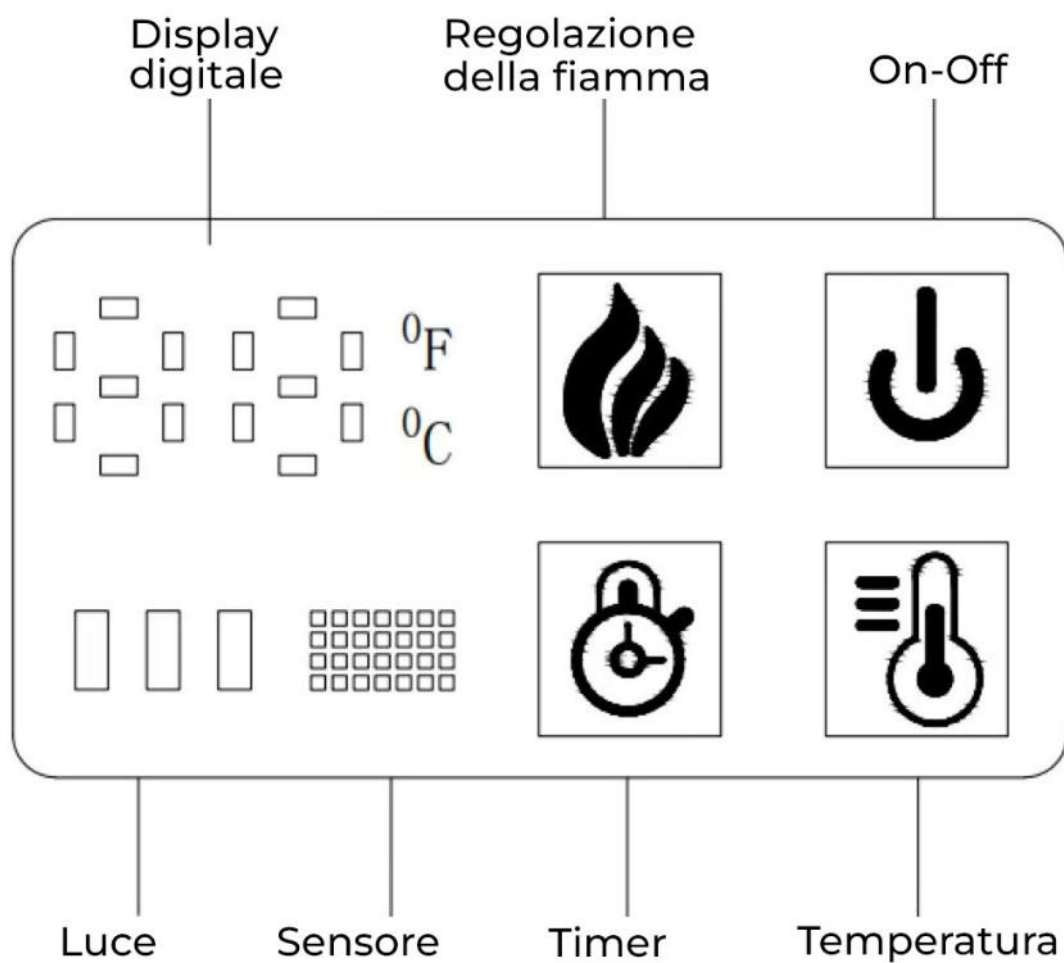 Display
digitale
Regolazione
della fiamma
On-Off
⁰F
⁰C
Luce
Sensore
Timer
Temperatura